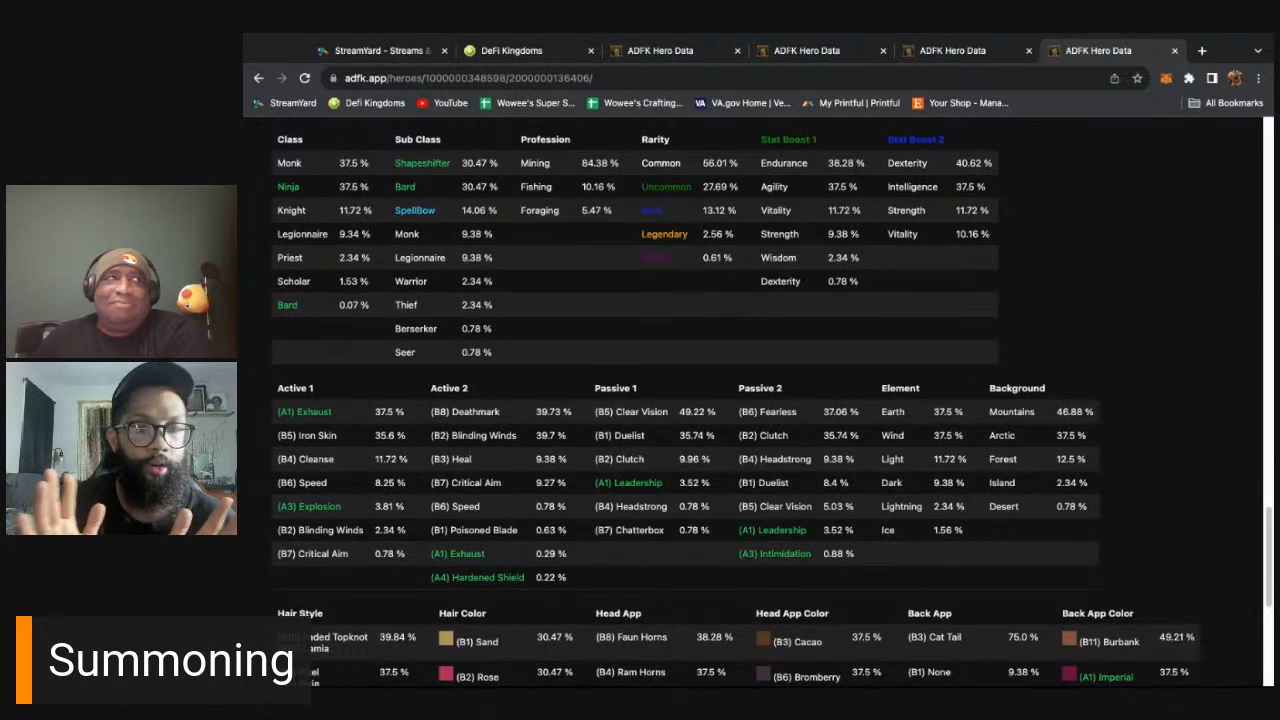 StreamYard - Streams &
DeFi Kingdoms
ADFK Hero Data
ADFK Hero Data
ADFK Hero Data
ADFK Hero Data
adfk.app/heroes/1000000348598/2000000136406/
StreamYard
Defi Kingdoms
YouTube
Wowee's Super S...
Wowee's Crafting...
VA VA.gov Home | Ve...
My Printful | Printful
E Your Shop - Mana...
All Bookmarks
Class Sub Class Profession Rarity Stat Boost 1 Stat Boost 2
Monk 37.5 % Shapeshifter 30.47 % Mining 84.38 % Common 56.01 % Endurance 38.28 % Dexterity 40.62 %
Ninja 37.5 % Bard 30.47 % Fishing 10.16 % Uncommon 27.69 % Agility 37.5 % Intelligence 37.5 %
Knight 11.72 % SpellBow 14.06 % Foraging 5.47 % 13.12 % Vitality 11.72 % Strength 11.72 %
Legionnaire 9.34 % Monk 9.38 % Legendary 2.56 % Strength 9.38 % Vitality 10.16 %
Priest 2.34 % Legionnaire 9.38 % 0.61 % Wisdom 2.34 %
Scholar 1.53 % Warrior 2.34 % Dexterity 0.78 %
Bard 0.07 % Thief 2.34 %
Berserker 0.78 %
Seer 0.78 %
Active 1 Active 2 Passive 1 Passive 2 Element Background
(A1) Exhaust 37.5 % (B8) Deathmark 39.73 % (B5) Clear Vision 49.22 % (B6) Fearless 37.06 % Earth 37.5 % Mountains 46.88 %
(B5) Iron Skin 35.6 % (B2) Blinding Winds 39.7 % (B1) Duelist 35.74 % (B2) Clutch 35.74 % Wind 37.5 % Arctic 37.5 %
(B4) Cleanse 11.72 % (B3) Heal 9.38 % (B2) Clutch 9.96 % (B4) Headstrong 9.38 % Light 11.72 % Forest 12.5 %
(B6) Speed 8.25 % (B7) Critical Aim 9.27 % (A1) Leadership 3.52 % (B1) Duelist 8.4 % Dark 9.38 % Island 2.34 %
(A3) Explosion 3.81 % (B6) Speed 0.78 % (B4) Headstrong 0.78 % (B5) Clear Vision 5.03 % Lightning 2.34 % Desert 0.78 %
(B2) Blinding Winds 2.34 % (B1) Poisoned Blade 0.63 % (B7) Chatterbox 0.78 % (A1) Leadership 3.52 % Ice 1.56 %
(B7) Critical Aim 0.78 % (A1) Exhaust 0.29 % (A3) Intimidation 0.88 %
(A4) Hardened Shield 0.22 %
Hair Style Hair Color Head App Head App Color Back App Back App Color
Topknot 39.84 % (B1) Sand 30.47 % (B8) Faun Horns 38.28 % (B3) Cacao 37.5 % (B3) Cat Tail 75.0 % (B11) Burbank 49.21 %
37.5 % (B2) Rose 30.47 % (B4) Ram Horns 37.5 % (B6) Bromberry 37.5 % (B1) None 9.38 % (A1) Imperial 37.5 %
Summoning